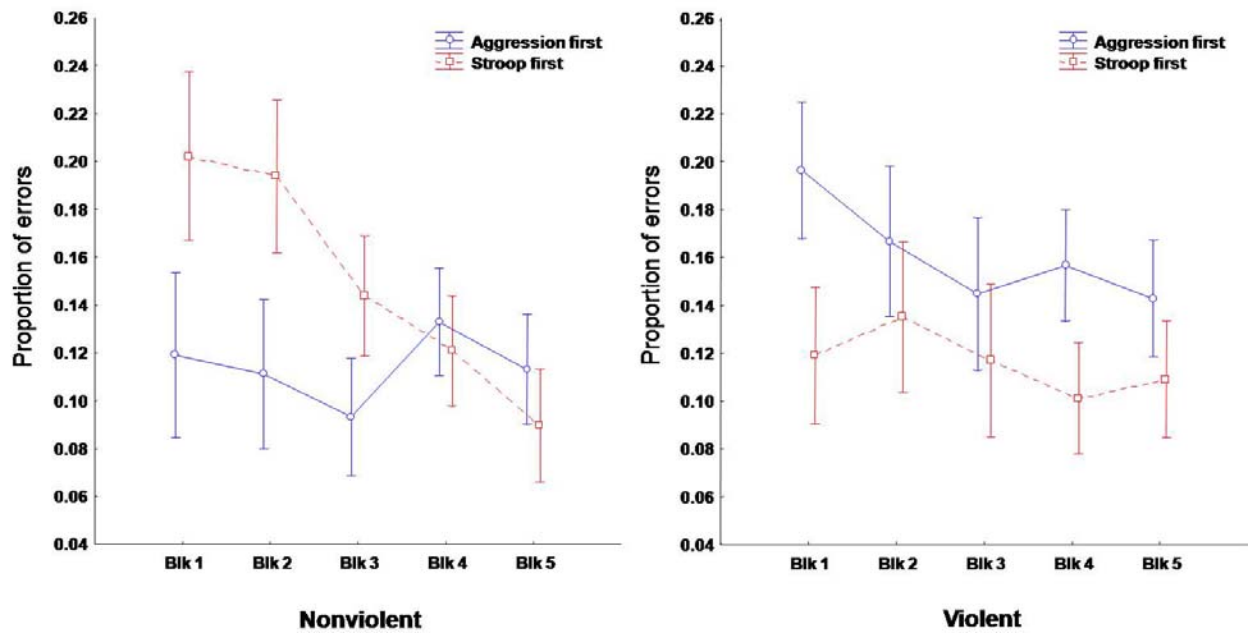 Proportion of errors
0.26
0.24
0.22
0.20
0.18
0.16
0.14
0.12
0.10
0.08
0.06
0.04
Aggression first
Stroop first
Blk 1 Blk 2 Blk 3 Blk 4 Blk 5
Nonviolent
Proportion of errors
0.26
0.24
0.22
0.20
0.18
0.16
0.14
0.12
0.10
0.08
0.06
0.04
Aggression first
Stroop first
Blk 1 Blk 2 Blk 3 Blk 4 Blk 5
Violent